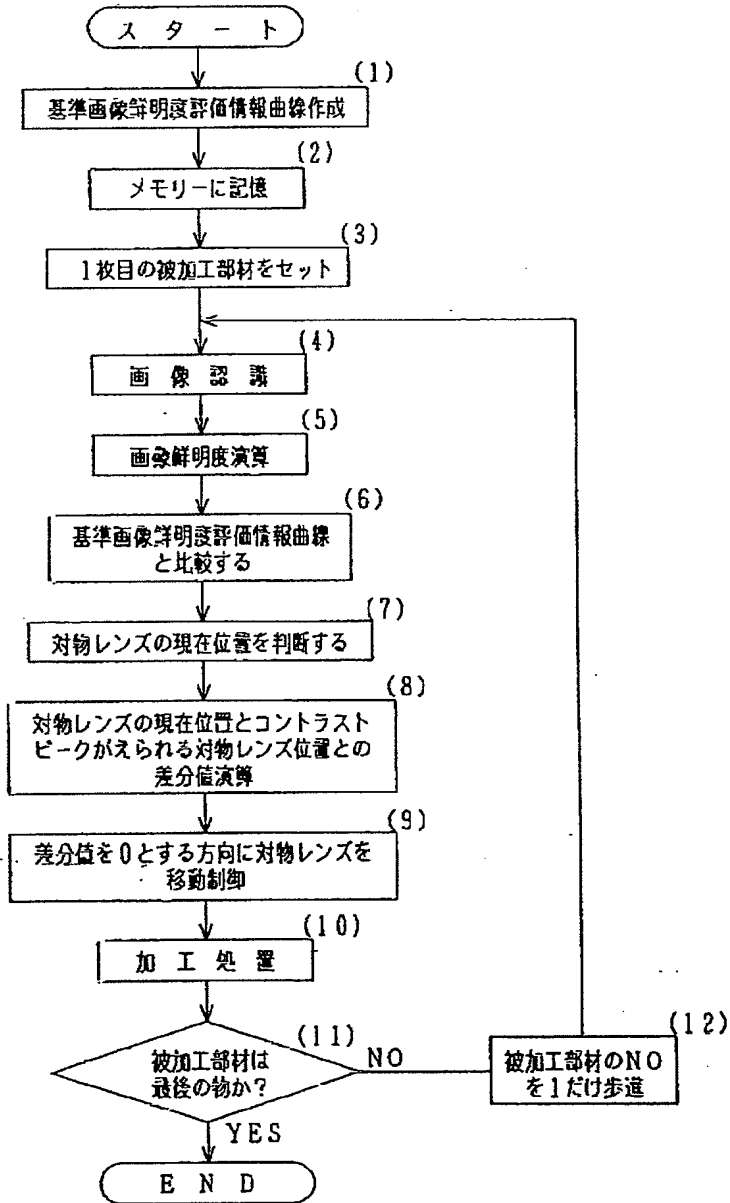 スタート
(1)
基準画像鮮明度評価情報曲線作成
(2)
メモリーに記憶
(3)
1枚目の被加工部材をセット
(4)
画像認識
(5)
画像鮮明度演算
(6)
基準画像鮮明度評価情報曲線
と比較する
(7)
対物レンズの現在位置を判断する
(8)
対物レンズの現在位置とコントラスト
ピークがえられる対物レンズ位置との
差分値演算
(9)
差分値を0とする方向に対物レンズを
移動制御
(10)
加工処置
(11)
被加工部材は
最後の物か?
NO
(12)
被加工部材のNO
を1だけ歩進
YES
END